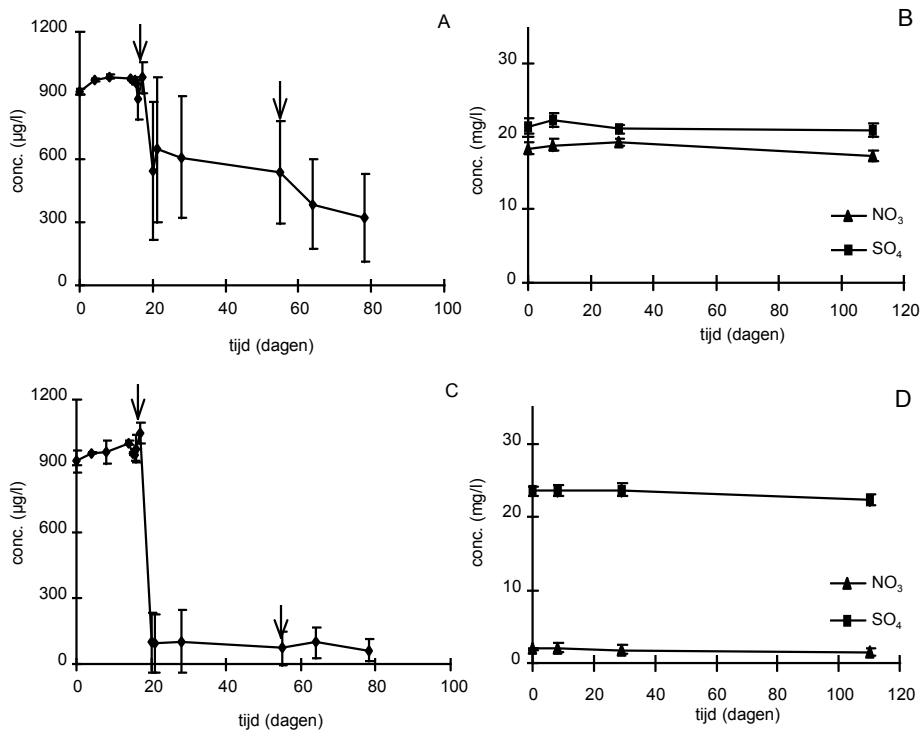 A
1200
900
600
300
0
conc. (µg/l)
0 20 40 60 80 100
tijd (dagen)
B
30
20
10
0
conc. (mg/l)
NO3
SO4
0 20 40 60 80 100 120
tijd (dagen)
C
1200
900
600
300
0
conc. (µg/l)
0 20 40 60 80 100
tijd (dagen)
D
30
20
10
0
conc. (mg/l)
NO3
SO4
0 20 40 60 80 100 120
tijd (dagen)